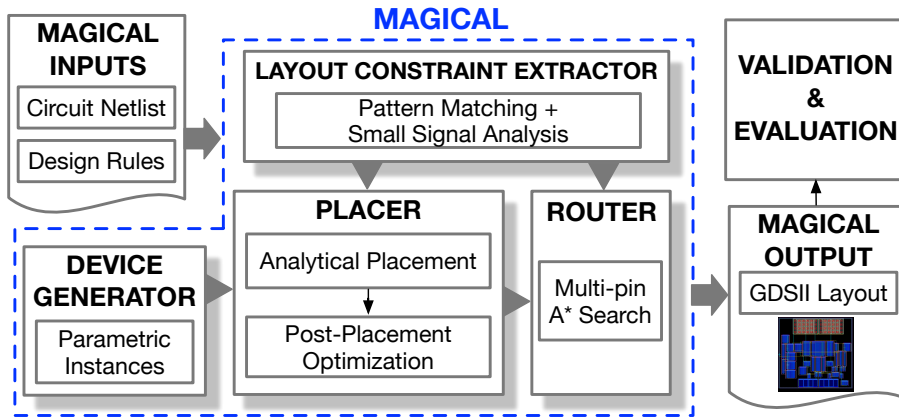 MAGICAL
MAGICAL
INPUTS
Circuit Netlist
Design Rules
LAYOUT CONSTRAINT EXTRACTOR
Pattern Matching +
Small Signal Analysis
DEVICE
GENERATOR
Parametric
Instances
PLACER
Analytical Placement
Post-Placement
Optimization
ROUTER
Multi-pin
A* Search
VALIDATION
&
EVALUATION
MAGICAL
OUTPUT
GDSII Layout